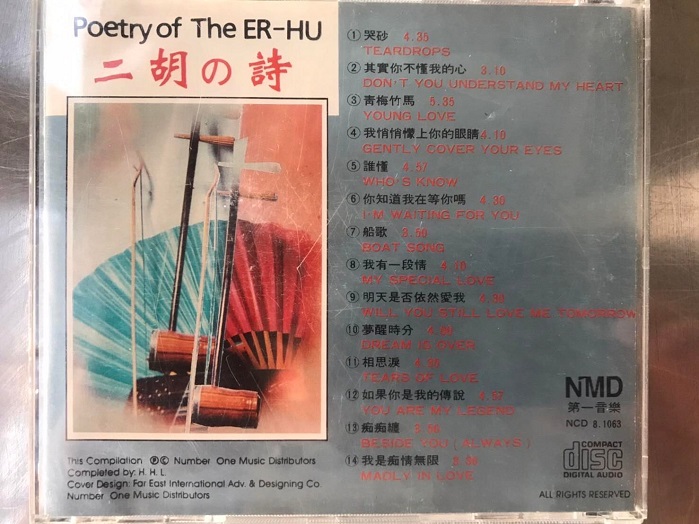 Poetry of The ER-HU
二胡の詩
① 哭砂 4.35
TEARDROPS
② 其實你不懂我的心 3.10
DON'T YOU UNDERSTAND MY HEART
③ 青梅竹馬 5.35
YOUNG LOVE
④ 我悄悄懞上你的眼睛 4.10
GENTLY COVER YOUR EYES
⑤ 誰懂 4.57
WHO'S KNOW
⑥ 你知道我在等你嗎 4.30
I'M WAITING FOR YOU
⑦ 船歌
BOAT SONG
⑧ 我有一段情 4.10
MY SPECIAL LOVE
⑨ 明天是否依然愛我
WILL YOU STILL LOVE ME TOMORROW
⑩ 夢醒時分
DREAM IS OVER
⑪ 相思淚
TEARS OF LOVE
⑫ 如果你是我的傳說 4.57
YOU ARE MY LEGEND
⑬ 痴痴纏
BESIDE YOU (ALWAYS)
⑭ 我是痴情無限
MADLY IN LOVE
NMD
第一音樂
NCD 8.1063
COMPACT
disc
DIGITAL AUDIO
This Compilation ℗© Number One Music Distributors
Completed by: H. H. L.
Cover Design: Far East International Adv. & Designing Co.
Number One Music Distributors
ALL RIGHTS RESERVED